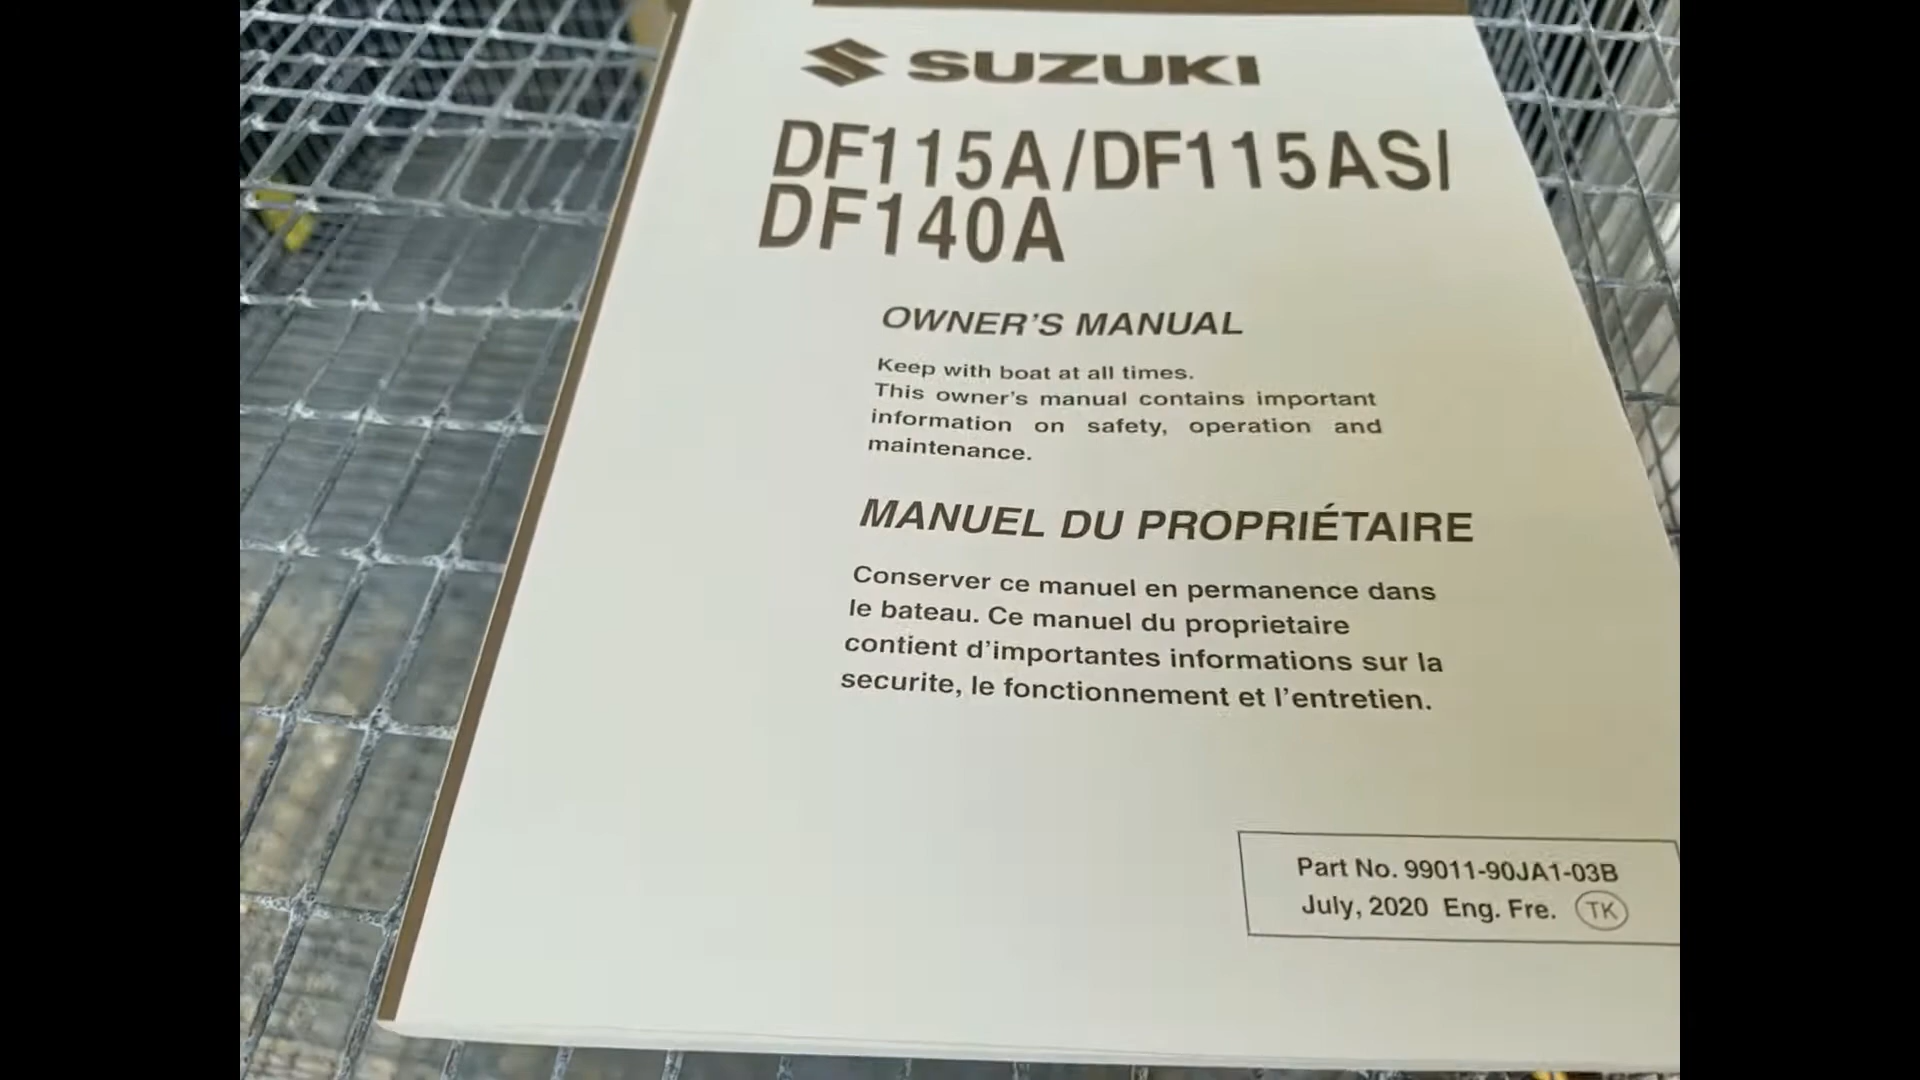 SUZUKI
DF115A/DF115AS/
DF140A
OWNER'S MANUAL
Keep with boat at all times.
This owner's manual contains important
information on safety, operation and
maintenance.
MANUEL DU PROPRIÉTAIRE
Conserver ce manuel en permanence dans
le bateau. Ce manuel du proprietaire
contient d'importantes informations sur la
securite, le fonctionnement et l'entretien.
Part No. 99011-90JA1-03B
July, 2020 Eng. Fre. TK